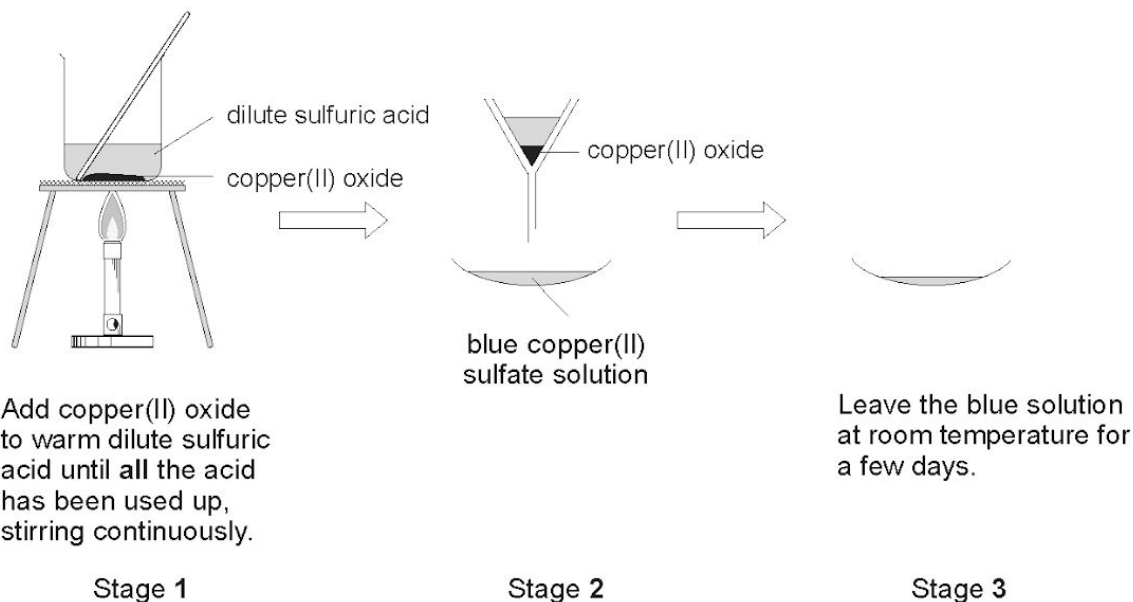 dilute sulfuric acid
copper(II) oxide
copper(II) oxide
blue copper(II)
sulfate solution
Add copper(II) oxide
to warm dilute sulfuric
acid until all the acid
has been used up,
stirring continuously.
Leave the blue solution
at room temperature for
a few days.
Stage 1
Stage 2
Stage 3